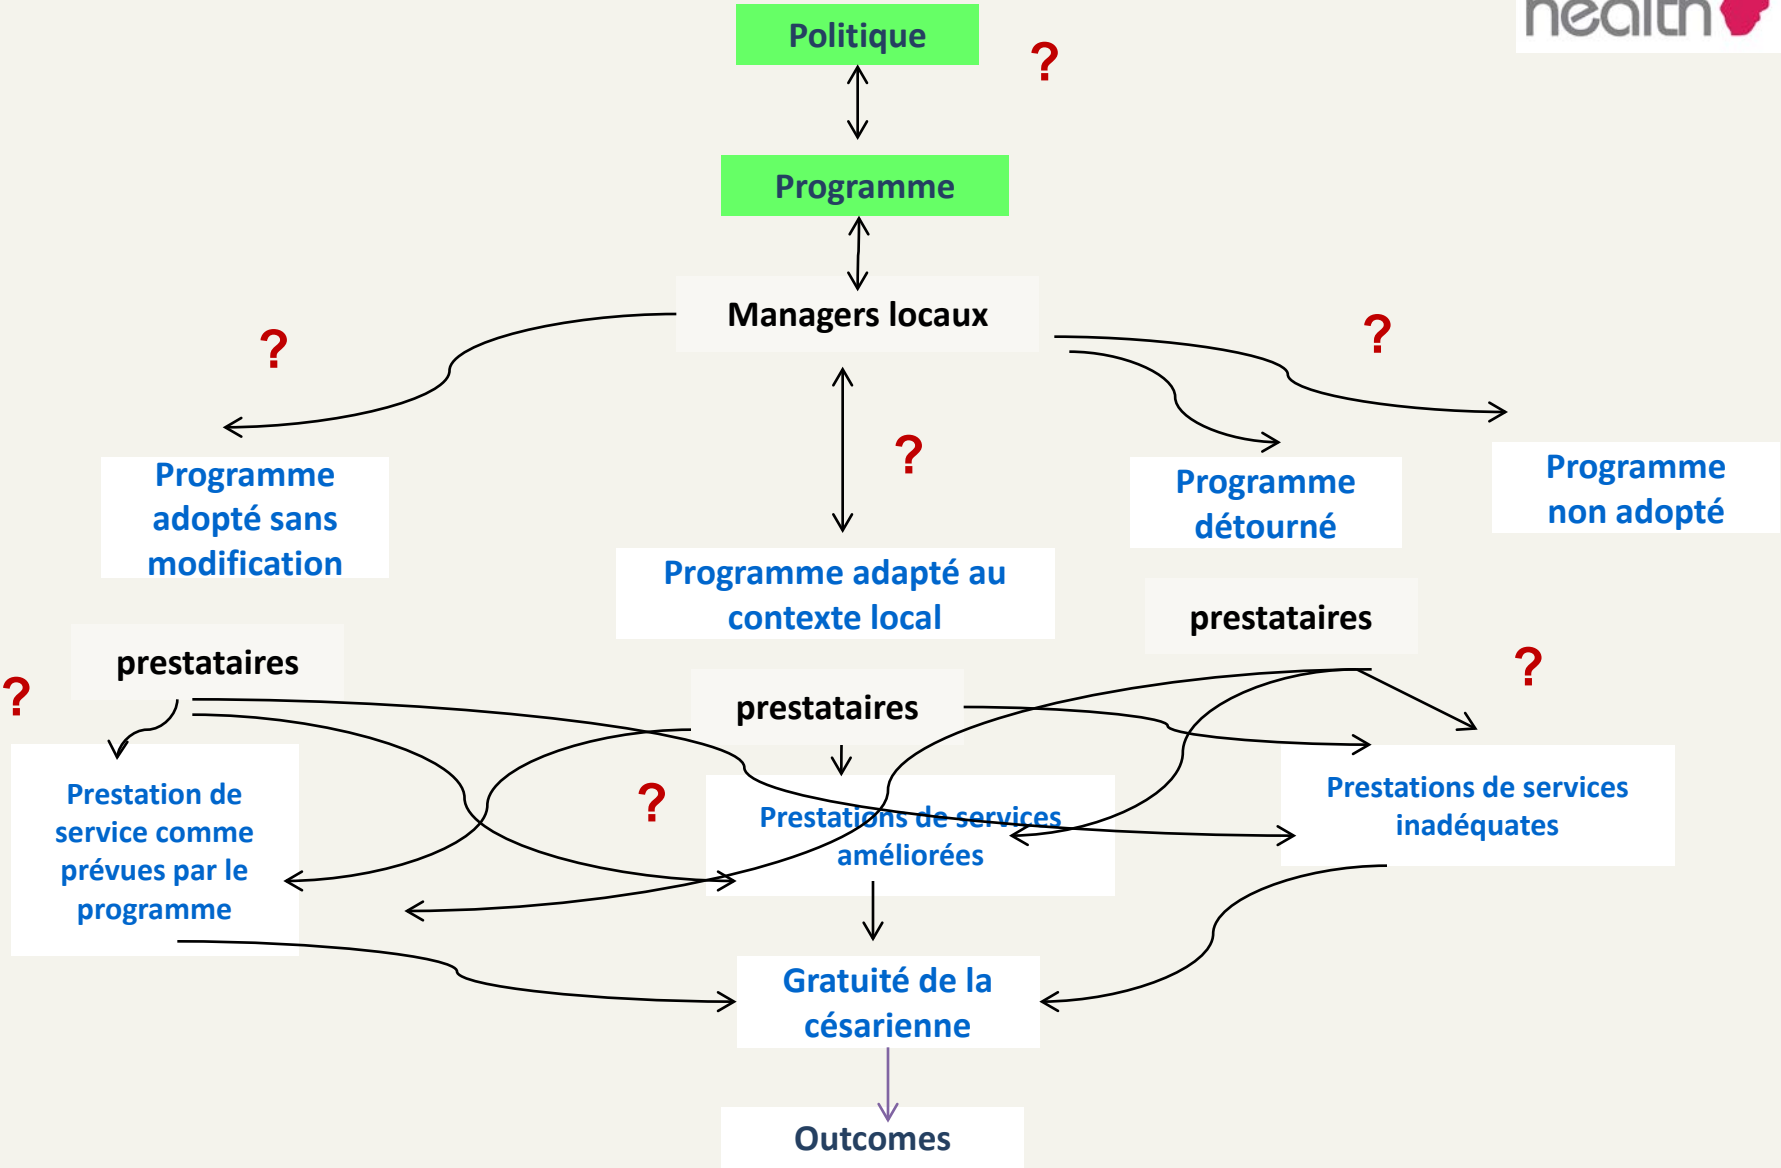 health
Politique
?
Programme
Managers locaux
?
?
?
Programme
adopté sans
modification
Programme adapté au
contexte local
Programme
détourné
Programme
non adopté
prestataires
prestataires
prestataires
?
?
?
Prestation de
service comme
prévues par le
programme
Prestations de services
améliorées
Prestations de services
inadéquates
Gratuité de la
césarienne
Outcomes